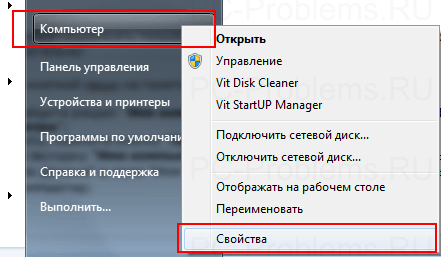 Компьютер
Панель управления
Устройства и принтеры
Программы по умолчани
Справка и поддержка
Выполнить...
Открыть
Управление
Vit Disk Cleaner
Vit StartUP Manager
Подключить сетевой диск...
Отключить сетевой диск...
Отображать на рабочем столе
Переименовать
Свойства
PC-Problems.RU